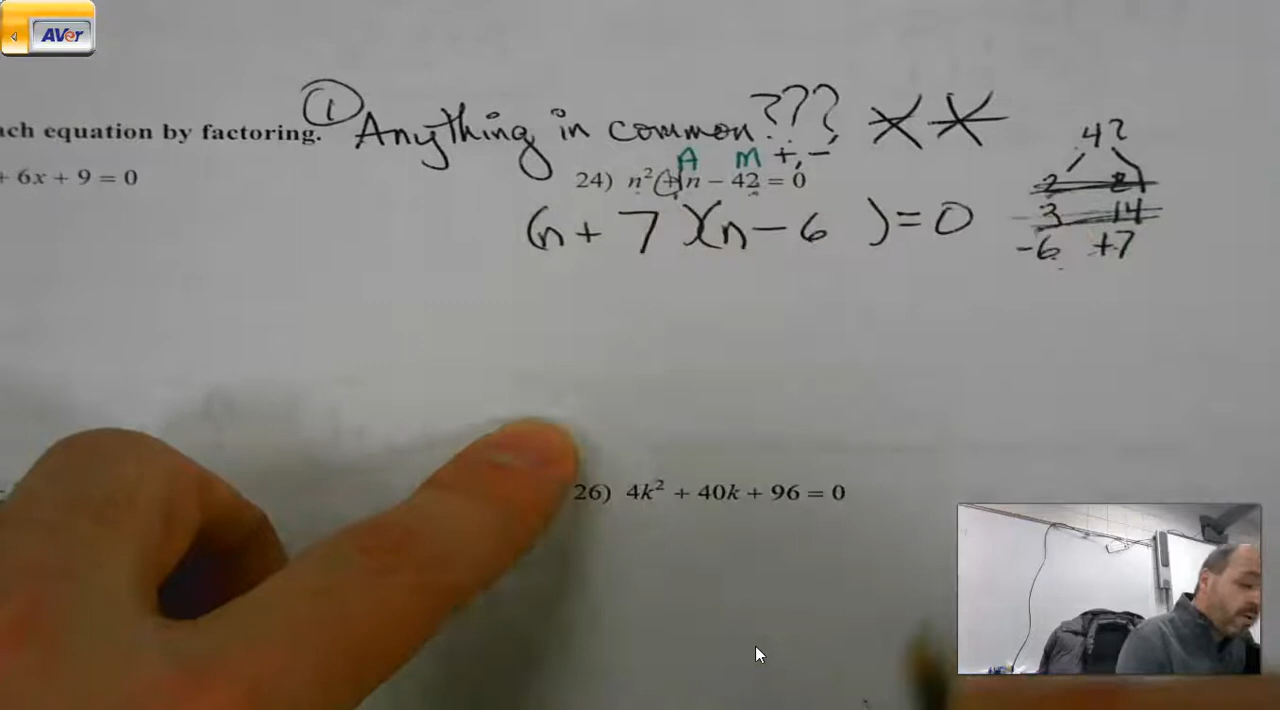 AVer
① Anything in common???
ach equation by factoring.
A M +, -
+ 6x + 9 = 0
24) n² + n − 42 = 0
(n + 7)(n − 6) = 0
42
2 21
3 14
-6 +7
26) 4k² + 40k + 96 = 0